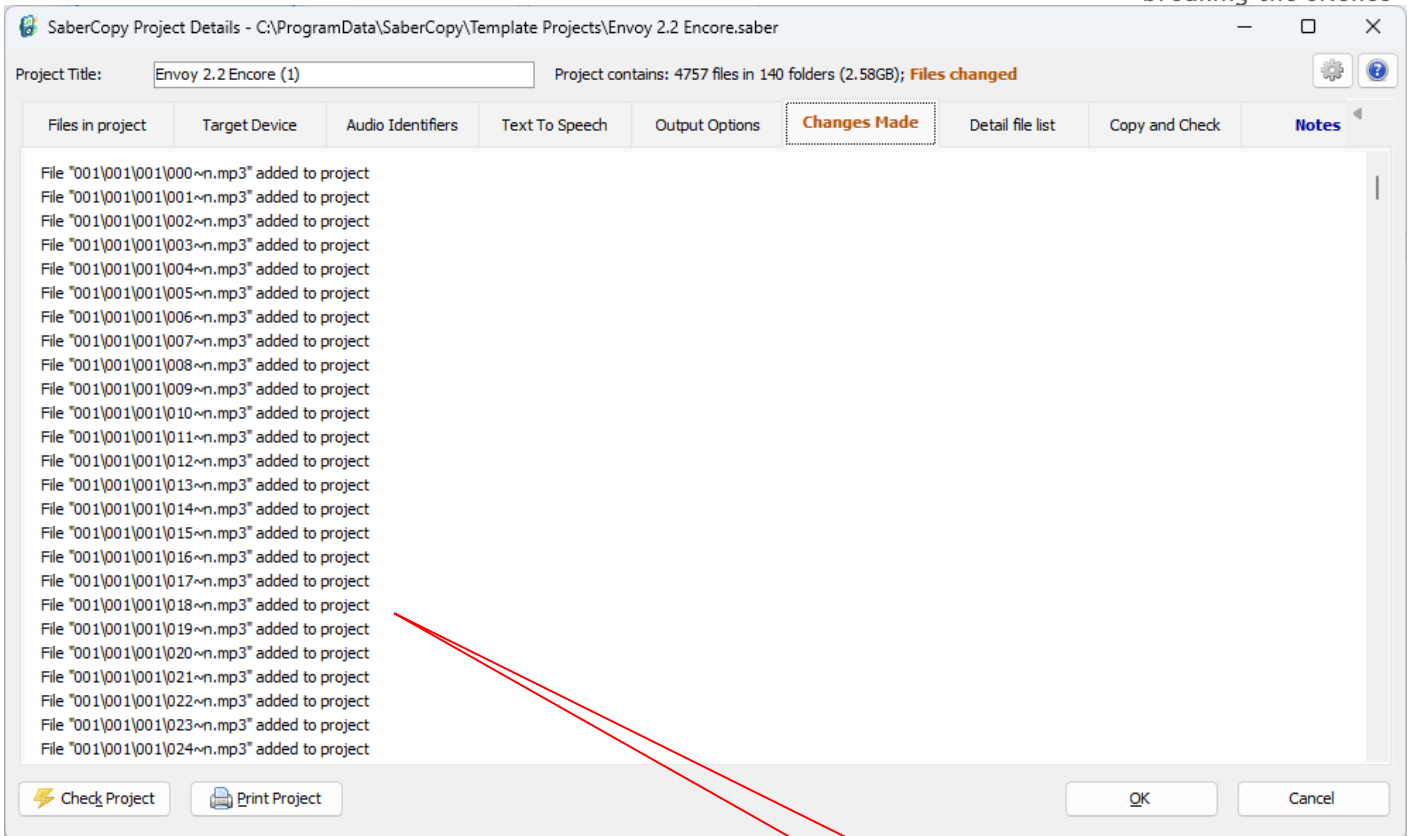 breaking the silence
SaberCopy Project Details - C:\ProgramData\SaberCopy\Template Projects\Envoy 2.2 Encore.saber
Project Title: Envoy 2.2 Encore (1) Project contains: 4757 files in 140 folders (2.58GB); Files changed
Files in project Target Device Audio Identifiers Text To Speech Output Options Changes Made Detail file list Copy and Check Notes
File "001\001\001\000~n.mp3" added to project
File "001\001\001\001~n.mp3" added to project
File "001\001\001\002~n.mp3" added to project
File "001\001\001\003~n.mp3" added to project
File "001\001\001\004~n.mp3" added to project
File "001\001\001\005~n.mp3" added to project
File "001\001\001\006~n.mp3" added to project
File "001\001\001\007~n.mp3" added to project
File "001\001\001\008~n.mp3" added to project
File "001\001\001\009~n.mp3" added to project
File "001\001\001\010~n.mp3" added to project
File "001\001\001\011~n.mp3" added to project
File "001\001\001\012~n.mp3" added to project
File "001\001\001\013~n.mp3" added to project
File "001\001\001\014~n.mp3" added to project
File "001\001\001\015~n.mp3" added to project
File "001\001\001\016~n.mp3" added to project
File "001\001\001\017~n.mp3" added to project
File "001\001\001\018~n.mp3" added to project
File "001\001\001\019~n.mp3" added to project
File "001\001\001\020~n.mp3" added to project
File "001\001\001\021~n.mp3" added to project
File "001\001\001\022~n.mp3" added to project
File "001\001\001\023~n.mp3" added to project
File "001\001\001\024~n.mp3" added to project
Check Project Print Project OK Cancel